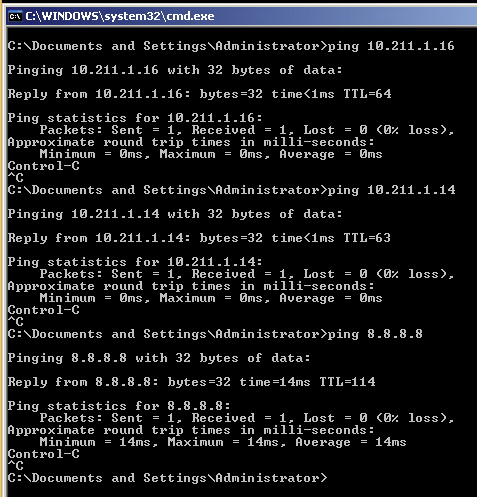 C:\WINDOWS\system32\cmd.exe
C:\Documents and Settings\Administrator>ping 10.211.1.16
Pinging 10.211.1.16 with 32 bytes of data:
Reply from 10.211.1.16: bytes=32 time<1ms TTL=64
Ping statistics for 10.211.1.16:
    Packets: Sent = 1, Received = 1, Lost = 0 (0% loss),
Approximate round trip times in milli-seconds:
    Minimum = 0ms, Maximum = 0ms, Average = 0ms
Control-C
^C
C:\Documents and Settings\Administrator>ping 10.211.1.14
Pinging 10.211.1.14 with 32 bytes of data:
Reply from 10.211.1.14: bytes=32 time<1ms TTL=63
Ping statistics for 10.211.1.14:
    Packets: Sent = 1, Received = 1, Lost = 0 (0% loss),
Approximate round trip times in milli-seconds:
    Minimum = 0ms, Maximum = 0ms, Average = 0ms
Control-C
^C
C:\Documents and Settings\Administrator>ping 8.8.8.8
Pinging 8.8.8.8 with 32 bytes of data:
Reply from 8.8.8.8: bytes=32 time=14ms TTL=114
Ping statistics for 8.8.8.8:
    Packets: Sent = 1, Received = 1, Lost = 0 (0% loss),
Approximate round trip times in milli-seconds:
    Minimum = 14ms, Maximum = 14ms, Average = 14ms
Control-C
^C
C:\Documents and Settings\Administrator>